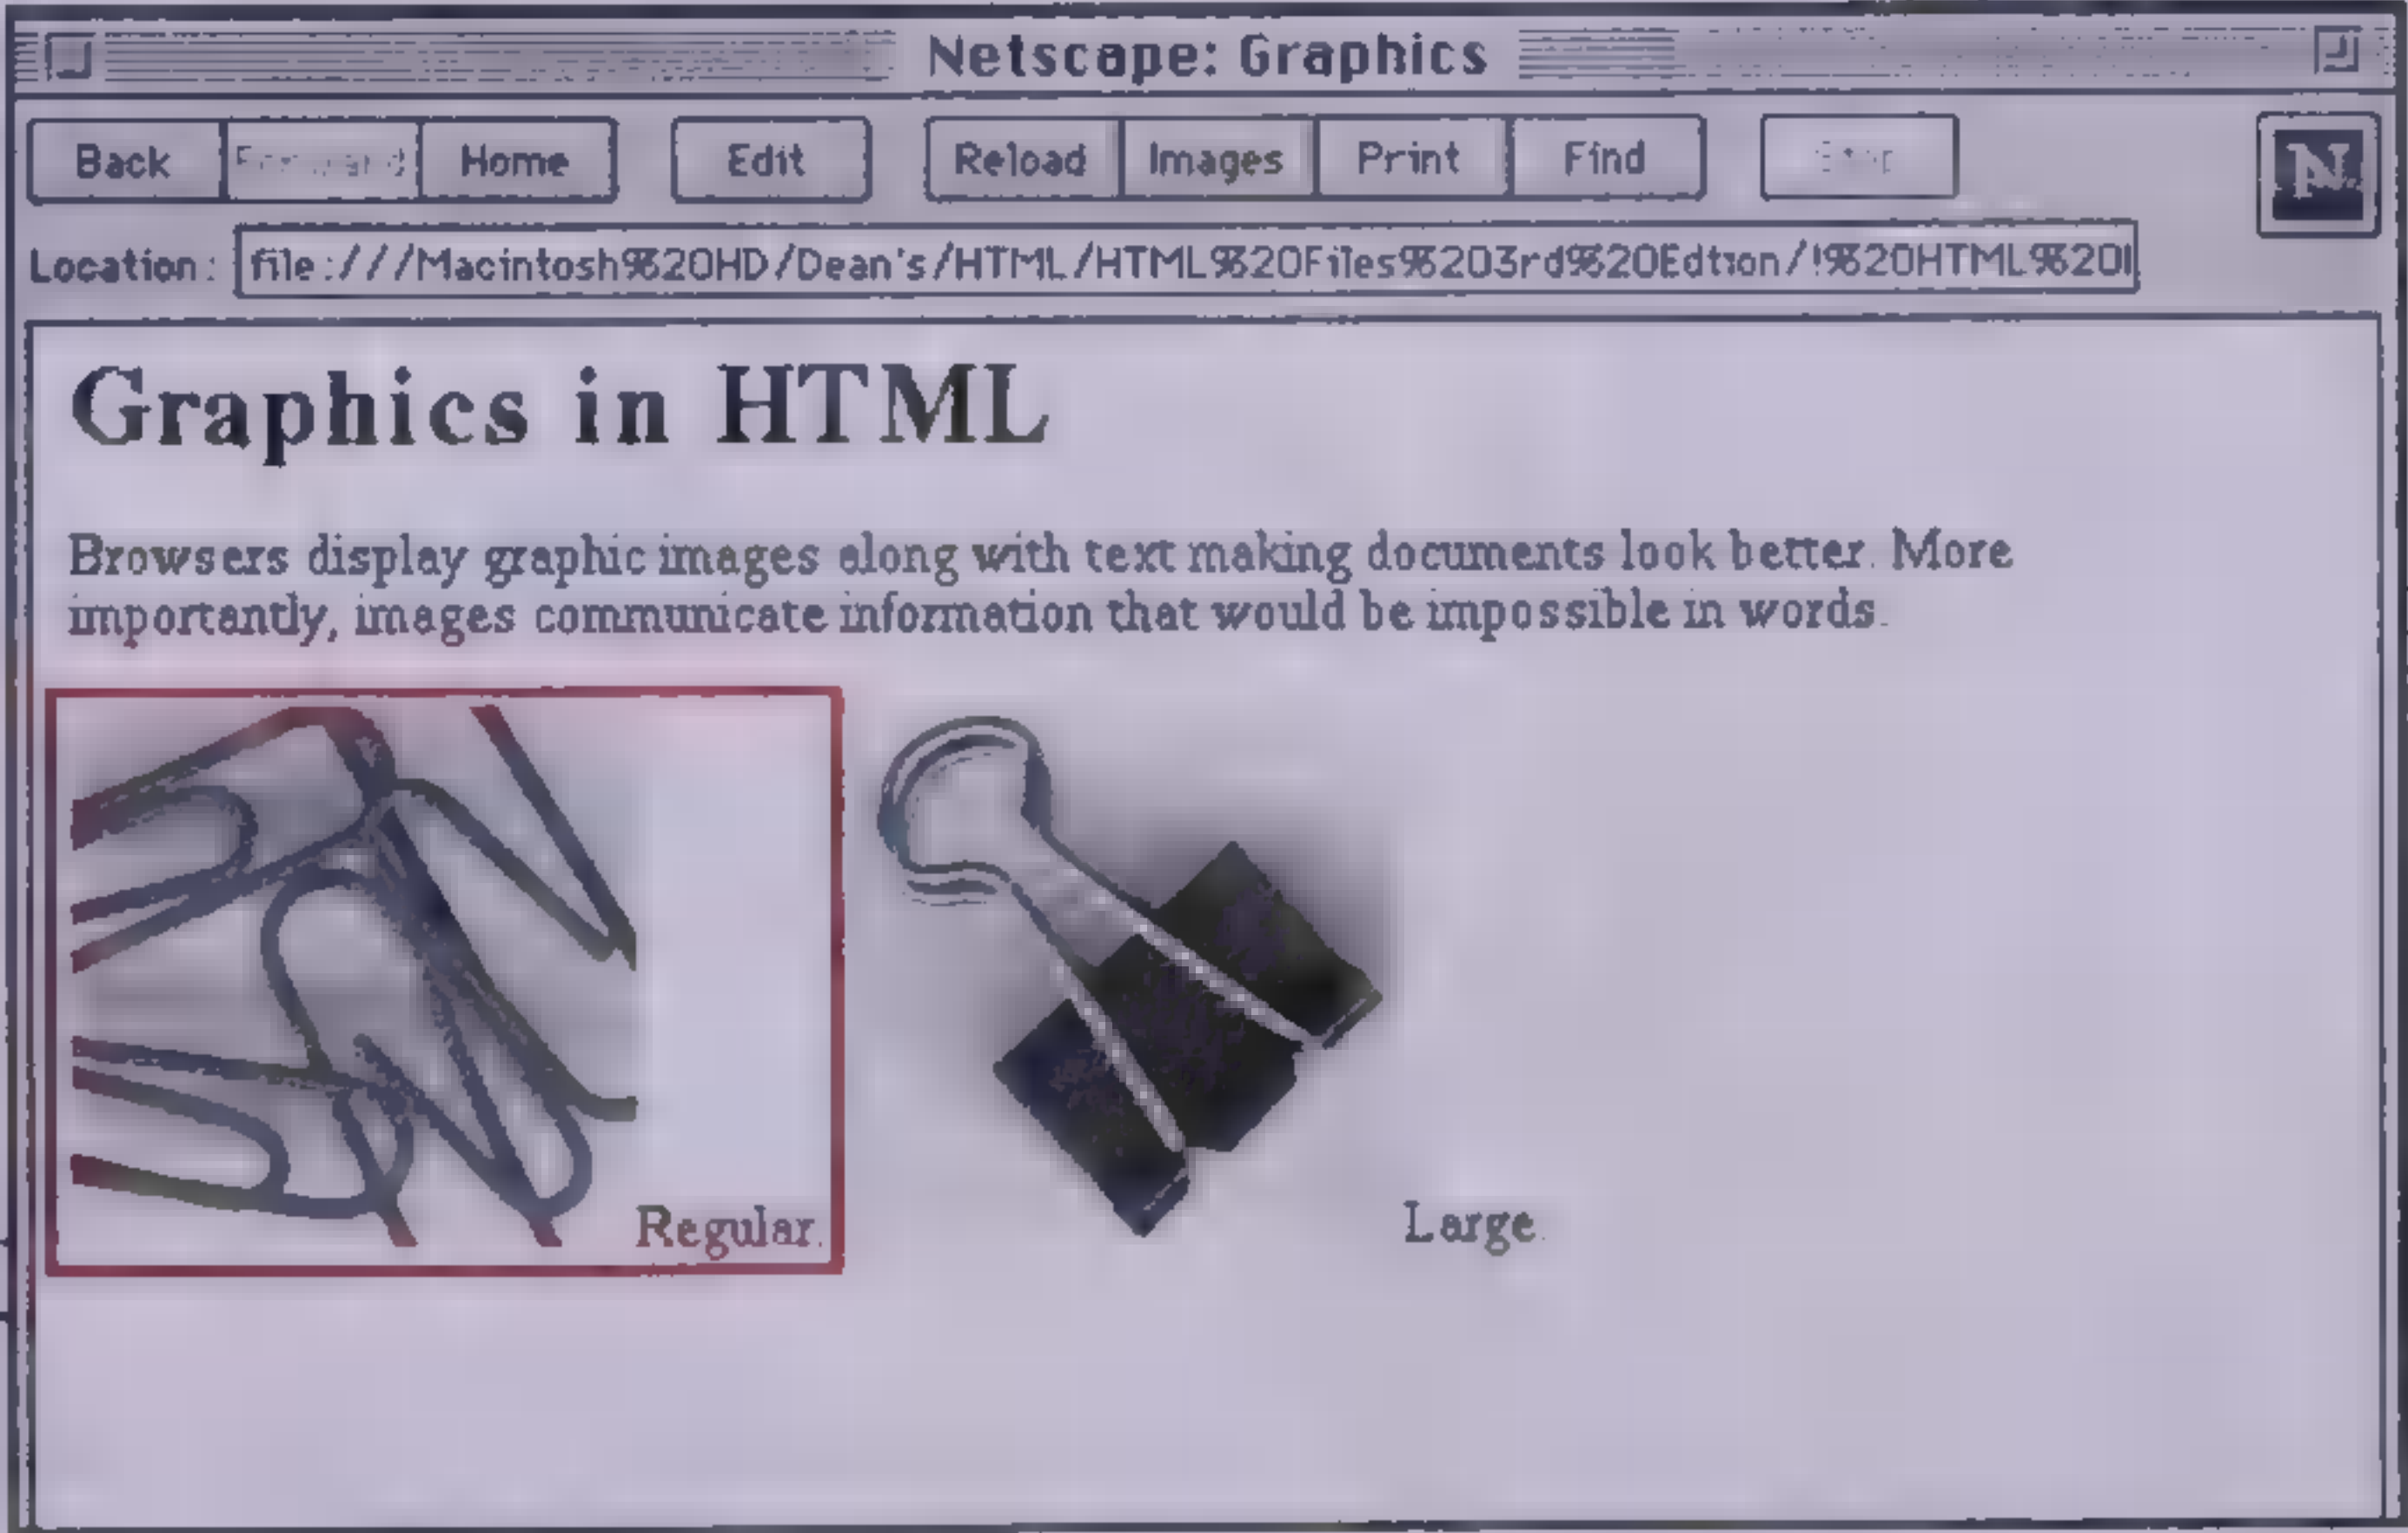 Netscape: Graphics
Back Forward Home Edit Reload Images Print Find Stop
N
Location: file:///Macintosh%20HD/Dean's/HTML/HTML%20Files%203rd%20Edtion/!%20HTML%20I
Graphics in HTML
Browsers display graphic images along with text making documents look better. More
importantly, images communicate information that would be impossible in words.
Regular.
Large.